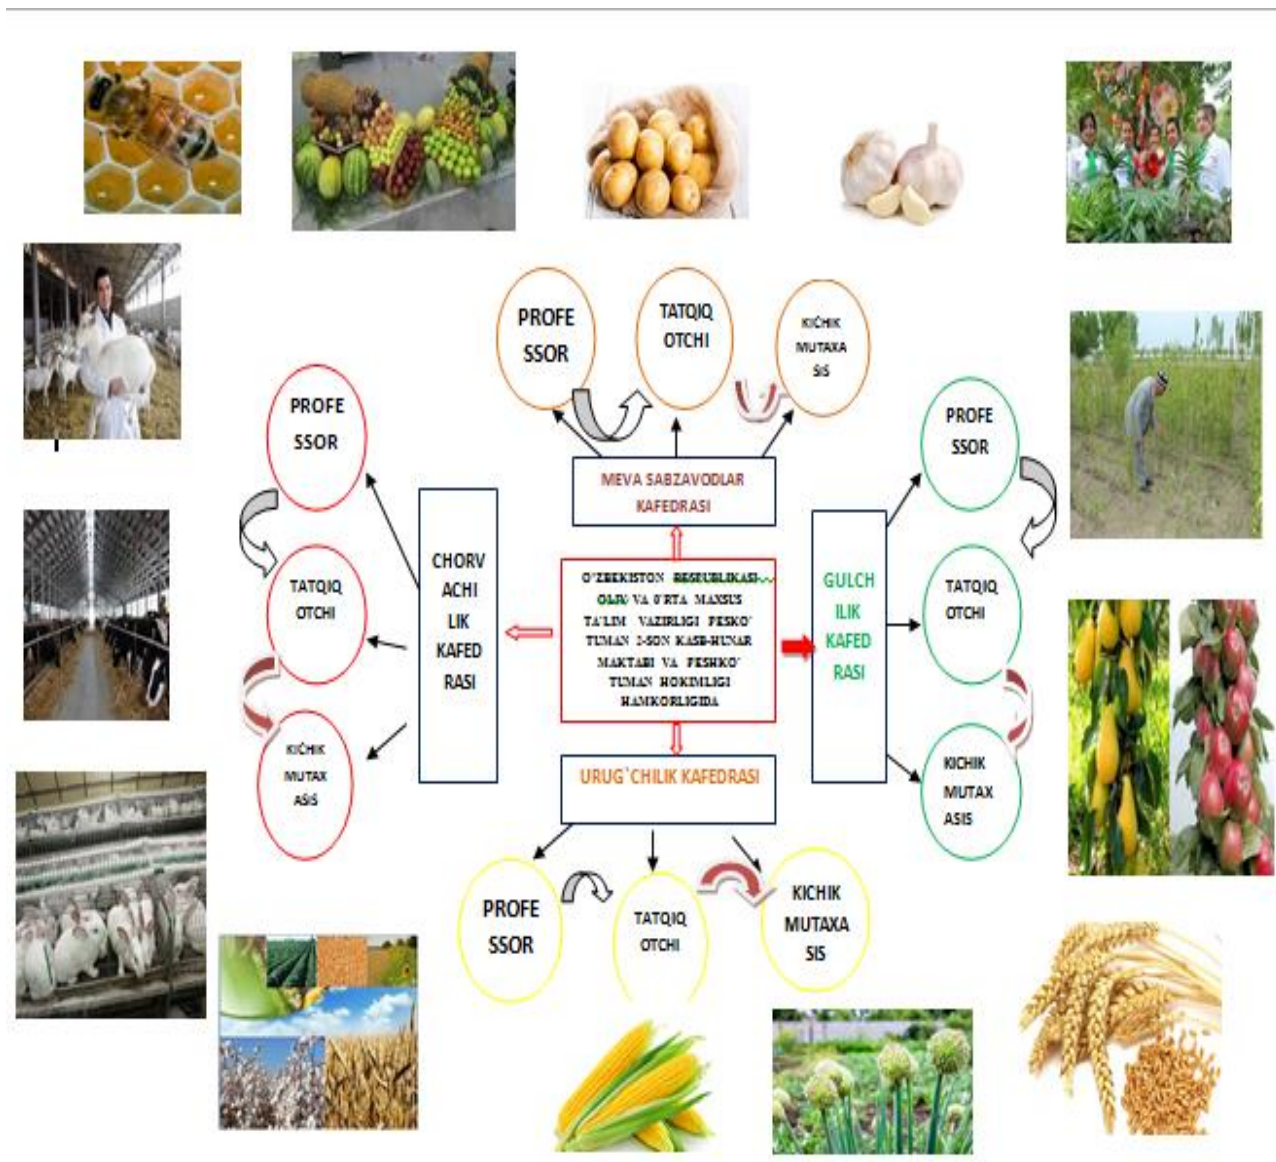 PROFE
SSOR
TATQIQ
OTCHI
KICHIK
MUTAXA
SIS
MEVA SABZAVODLAR
KAFEDRASI
PROFE
SSOR
TATQIQ
OTCHI
KICHIK
MUTAX
ASIS
CHORV
ACHI
LIK
KAFED
RASI
O'ZBEKISTON RESPUBLIKASI
OLIY VA O'RTA MAXSUS
TA'LIM VAZIRLIGI PESKO'
TUMAN 2-SON KASB-HUNAR
MAKTABI VA PESHKO'
TUMAN HOKIMLIGI
HAMKORLIGIDA
GULCH
ILIK
KAFED
RASI
PROFE
SSOR
TATQIQ
OTCHI
KICHIK
MUTAX
ASIS
URUG`CHILIK KAFEDRASI
PROFE
SSOR
TATQIQ
OTCHI
KICHIK
MUTAXA
SIS